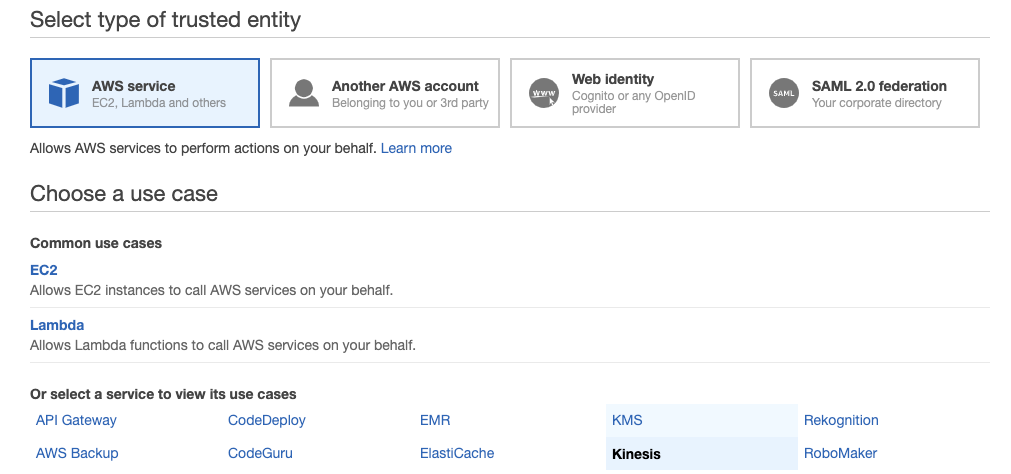 Select type of trusted entity
AWS service
EC2, Lambda and others
Another AWS account
Belonging to you or 3rd party
www
Web identity
Cognito or any OpenID
provider
SAML
SAML 2.0 federation
Your corporate directory
Allows AWS services to perform actions on your behalf. Learn more
Choose a use case
Common use cases
EC2
Allows EC2 instances to call AWS services on your behalf.
Lambda
Allows Lambda functions to call AWS services on your behalf.
Or select a service to view its use cases
API Gateway CodeDeploy EMR KMS Rekognition
AWS Backup CodeGuru ElastiCache Kinesis RoboMaker